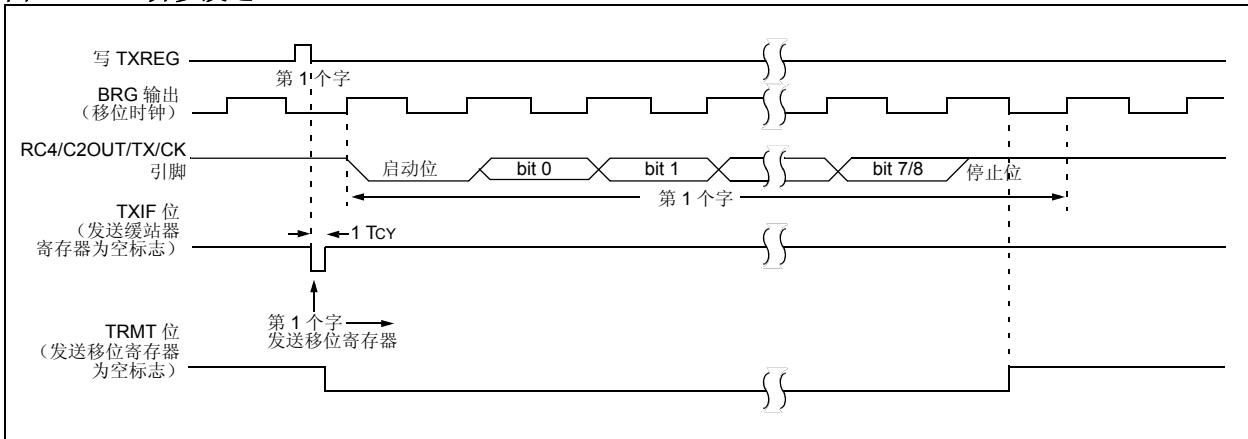 写 TXREG
第 1 个字
BRG 输出
（移位时钟）
RC4/C2OUT/TX/CK
引脚
启动位
bit 0
bit 1
bit 7/8
停止位
第 1 个字
TXIF 位
（发送缓站器
寄存器为空标志）
1 TCY
第 1 个字
发送移位寄存器
TRMT 位
（发送移位寄存器
为空标志）